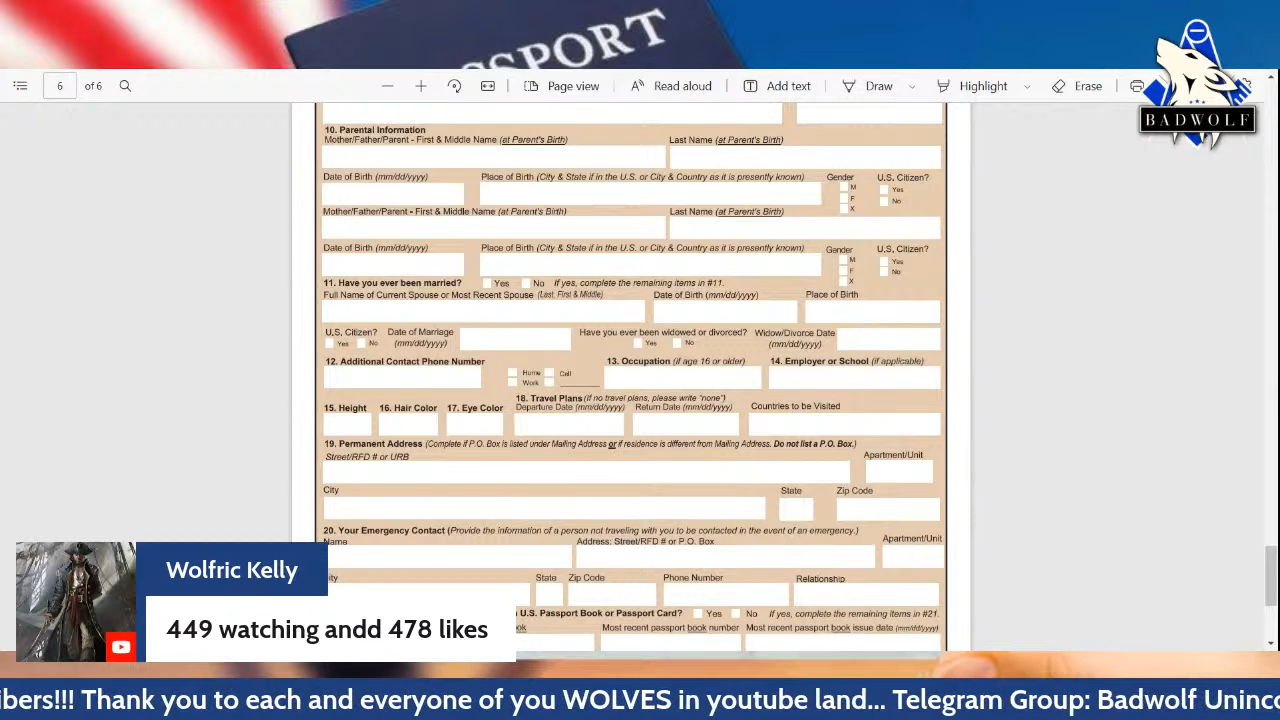 SSPORT
6 of 6
Page view
Read aloud
Add text
Draw
Highlight
Erase
BADWOLF
10. Parental Information
Mother/Father/Parent - First & Middle Name (at Parent's Birth)
Last Name (at Parent's Birth)
Date of Birth (mm/dd/yyyy)
Place of Birth (City & State if in the U.S. or City & Country as it is presently known)
Gender
U.S. Citizen?
M
Yes
F
No
X
Mother/Father/Parent - First & Middle Name (at Parent's Birth)
Last Name (at Parent's Birth)
Date of Birth (mm/dd/yyyy)
Place of Birth (City & State if in the U.S. or City & Country as it is presently known)
Gender
U.S. Citizen?
M
Yes
F
No
X
11. Have you ever been married?
Yes
No
If yes, complete the remaining items in #11.
Full Name of Current Spouse or Most Recent Spouse (Last, First & Middle)
Date of Birth (mm/dd/yyyy)
Place of Birth
U.S. Citizen?
Yes
No
Date of Marriage
(mm/dd/yyyy)
Have you ever been widowed or divorced?
Yes
No
Widow/Divorce Date
(mm/dd/yyyy)
12. Additional Contact Phone Number
Home
Cell
Work
13. Occupation (if age 16 or older)
14. Employer or School (if applicable)
15. Height
16. Hair Color
17. Eye Color
18. Travel Plans (If no travel plans, please write "none")
Departure Date (mm/dd/yyyy)
Return Date (mm/dd/yyyy)
Countries to be Visited
19. Permanent Address (Complete if P.O. Box is listed under Mailing Address or if residence is different from Mailing Address. Do not list a P.O. Box.)
Street/RFD # or URB
Apartment/Unit
City
State
Zip Code
20. Your Emergency Contact (Provide the information of a person not traveling with you to be contacted in the event of an emergency.)
Name
Address: Street/RFD # or P.O. Box
Apartment/Unit
ity
State
Zip Code
Phone Number
Relationship
U.S. Passport Book or Passport Card?
Yes
No
If yes, complete the remaining items in #21.
ook
Most recent passport book number
Most recent passport book issue date (mm/dd/yyyy)
Wolfric Kelly
449 watching andd 478 likes
ibers!!! Thank you to each and everyone of you WOLVES in youtube land... Telegram Group: Badwolf Uninco